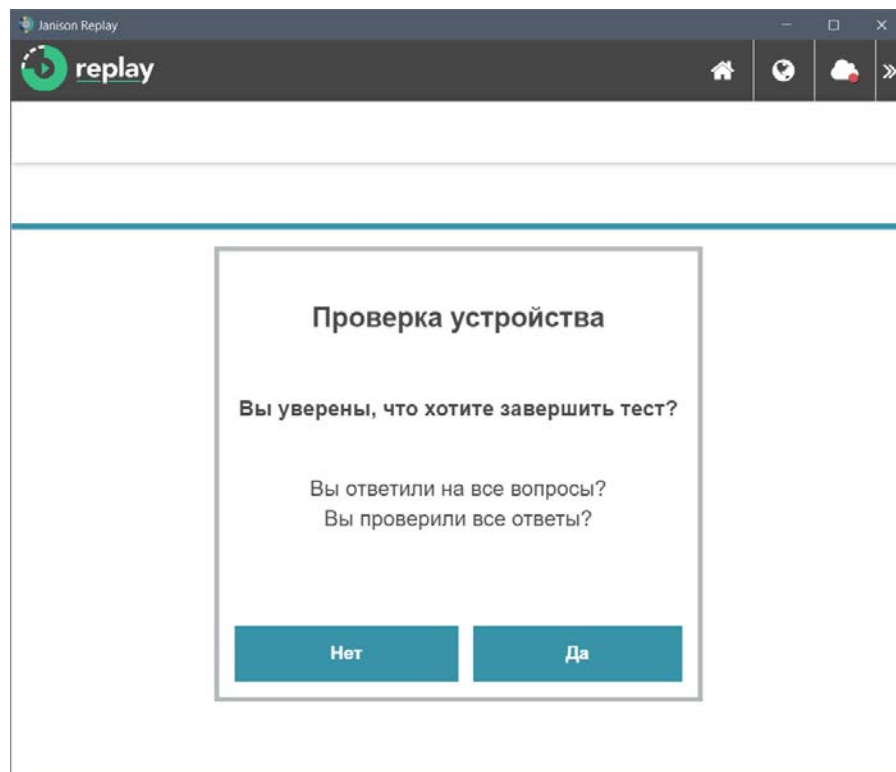 Janison Replay
replay
Проверка устройства
Вы уверены, что хотите завершить тест?
Вы ответили на все вопросы?
Вы проверили все ответы?
Нет
Да